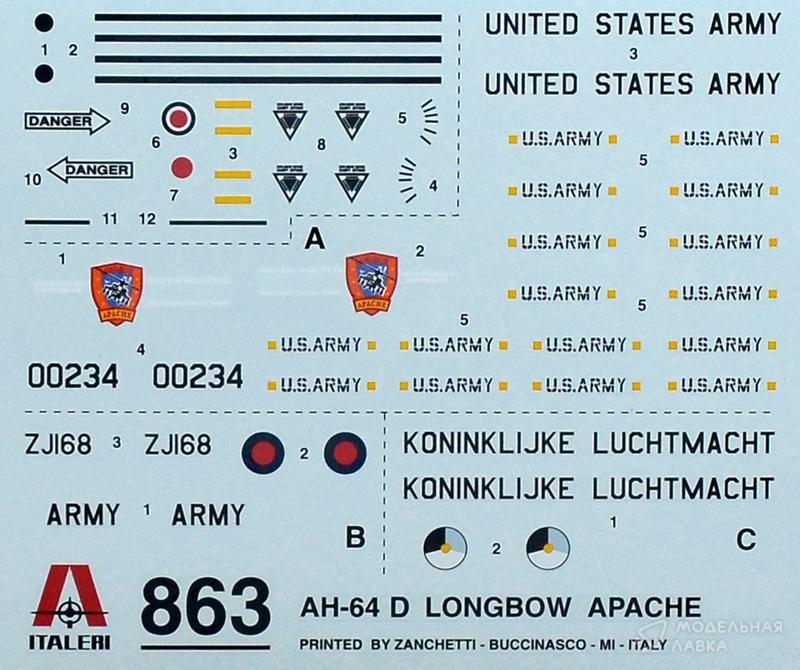 UNITED STATES ARMY
1 2
3
UNITED STATES ARMY
DANGER 9
6
3
8
5
DANGER
10
7
4
11 12
U.S.ARMY U.S.ARMY
5
U.S.ARMY U.S.ARMY
U.S.ARMY U.S.ARMY
5
U.S.ARMY U.S.ARMY
5
A
1
2
APACHE
APACHE
5
4
U.S.ARMY U.S.ARMY U.S.ARMY U.S.ARMY
00234 00234
U.S.ARMY U.S.ARMY U.S.ARMY U.S.ARMY
ZJ168 3 ZJ168
2
ARMY 1 ARMY
B
KONINKLIJKE LUCHTMACHT
KONINKLIJKE LUCHTMACHT
1
2
C
ITALERI
863
AH-64 D LONGBOW APACHE
PRINTED BY ZANCHETTI - BUCCINASCO - MI - ITALY
МОДЕЛЬНАЯ
ЛАВКА